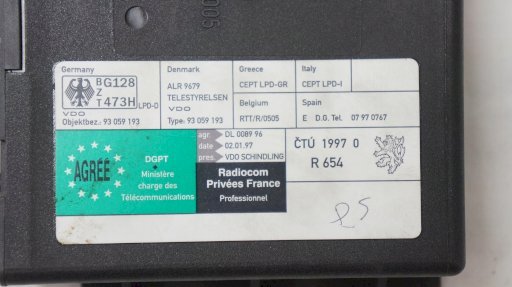 5005
Germany
BG128
Z
T473H
LPD-D
VDO
Objektbez.: 93 059 193
Denmark
ALR 9679
TELESTYRELSEN
VDO
Type: 93 059 193
Greece
CEPT LPD-GR
Belgium
RTT/R/0505
Italy
CEPT LPD-I
Spain
E D.G. Tel. 07 97 0767
AGRÉÉ
DGPT
Ministère
charge des
Télécommunications
agr. DL 0089 96
date 02.01.97
pres. VDO SCHINDLING
Radiocom
Privées France
Professionnel
ČTÚ 1997 0
R 654